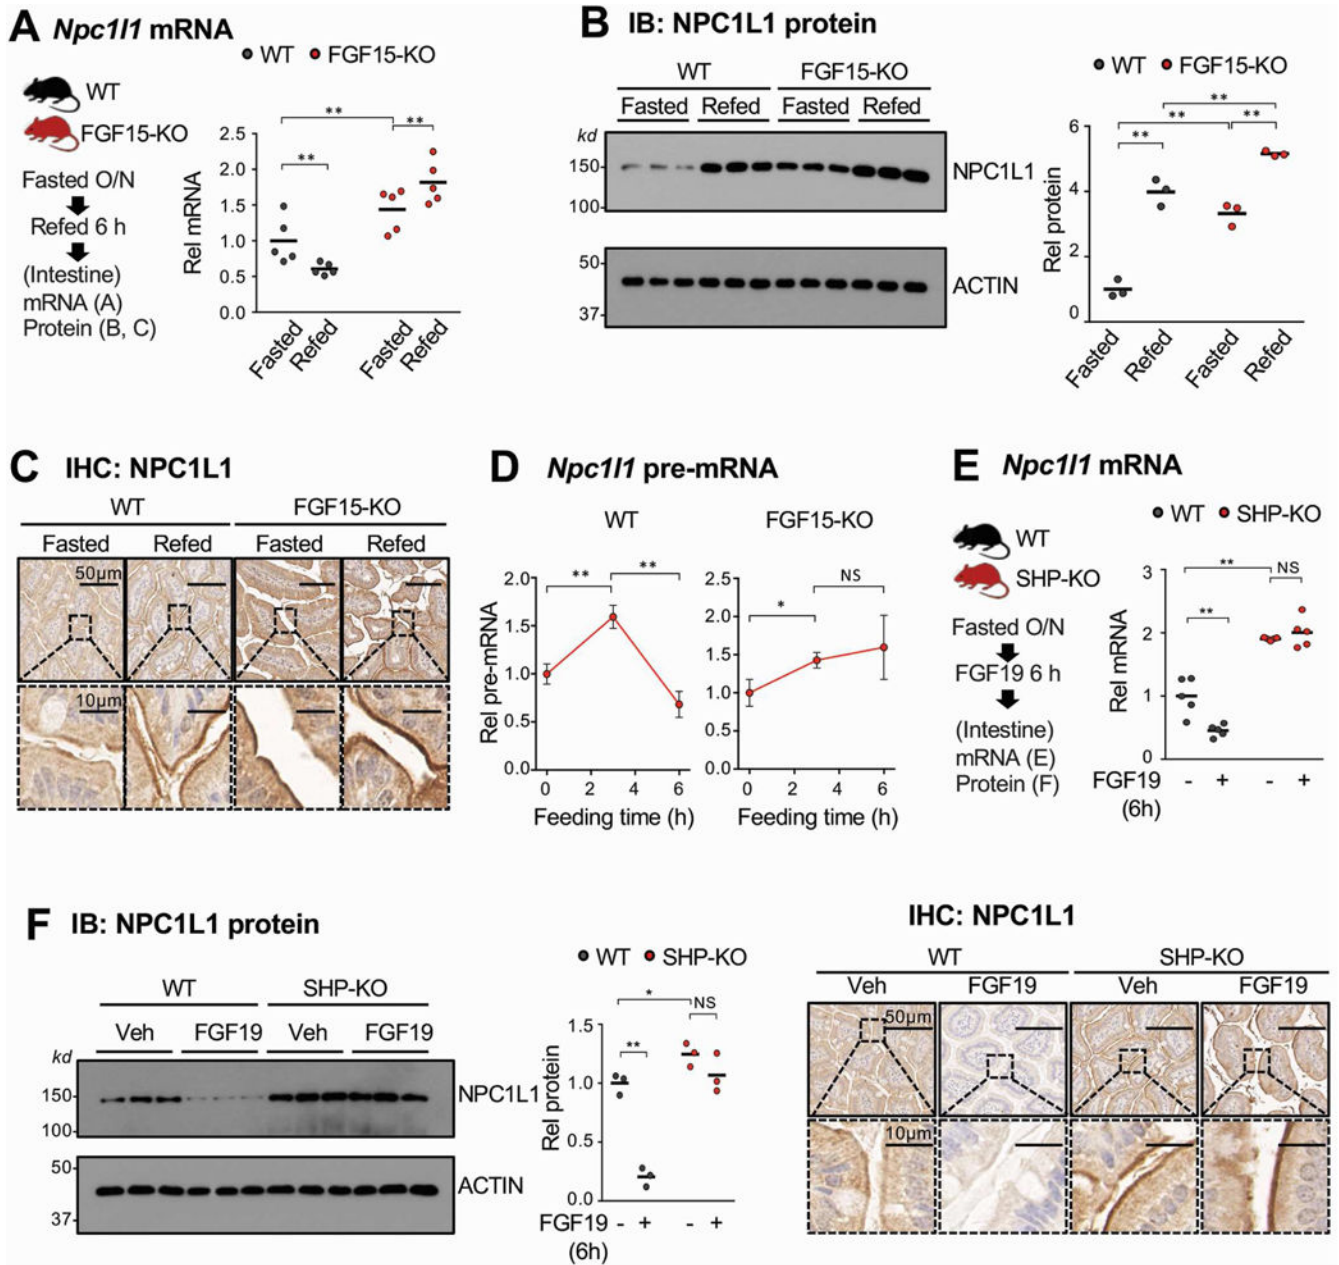 A Npc1l1 mRNA
WT FGF15-KO
WT
FGF15-KO
Fasted O/N
Refed 6 h
(Intestine)
mRNA (A)
Protein (B, C)
Rel mRNA
2.5
2.0
1.5
1.0
0.5
0.0
** ** **
Fasted Refed Fasted Refed
B IB: NPC1L1 protein
WT FGF15-KO
Fasted Refed Fasted Refed
kd
150
100
NPC1L1
50
37
ACTIN
WT FGF15-KO
Rel protein
6
4
2
0
** ** ** **
Fasted Refed Fasted Refed
C IHC: NPC1L1
WT FGF15-KO
Fasted Refed Fasted Refed
50µm
10µm
D Npc1l1 pre-mRNA
WT
Rel pre-mRNA
2.0
1.5
1.0
0.5
0.0
** **
0 2 4 6
Feeding time (h)
FGF15-KO
2.5
2.0
1.5
1.0
0.5
0.0
* NS
0 2 4 6
Feeding time (h)
E Npc1l1 mRNA
WT SHP-KO
WT
SHP-KO
Fasted O/N
FGF19 6 h
(Intestine)
mRNA (E)
Protein (F)
Rel mRNA
3
2
1
0
** ** NS
FGF19 - + - +
(6h)
F IB: NPC1L1 protein
WT SHP-KO
Veh FGF19 Veh FGF19
kd
150
100
NPC1L1
50
37
ACTIN
WT SHP-KO
Rel protein
1.5
1.0
0.5
0.0
* ** NS
FGF19 - + - +
(6h)
IHC: NPC1L1
WT SHP-KO
Veh FGF19 Veh FGF19
50µm
10µm